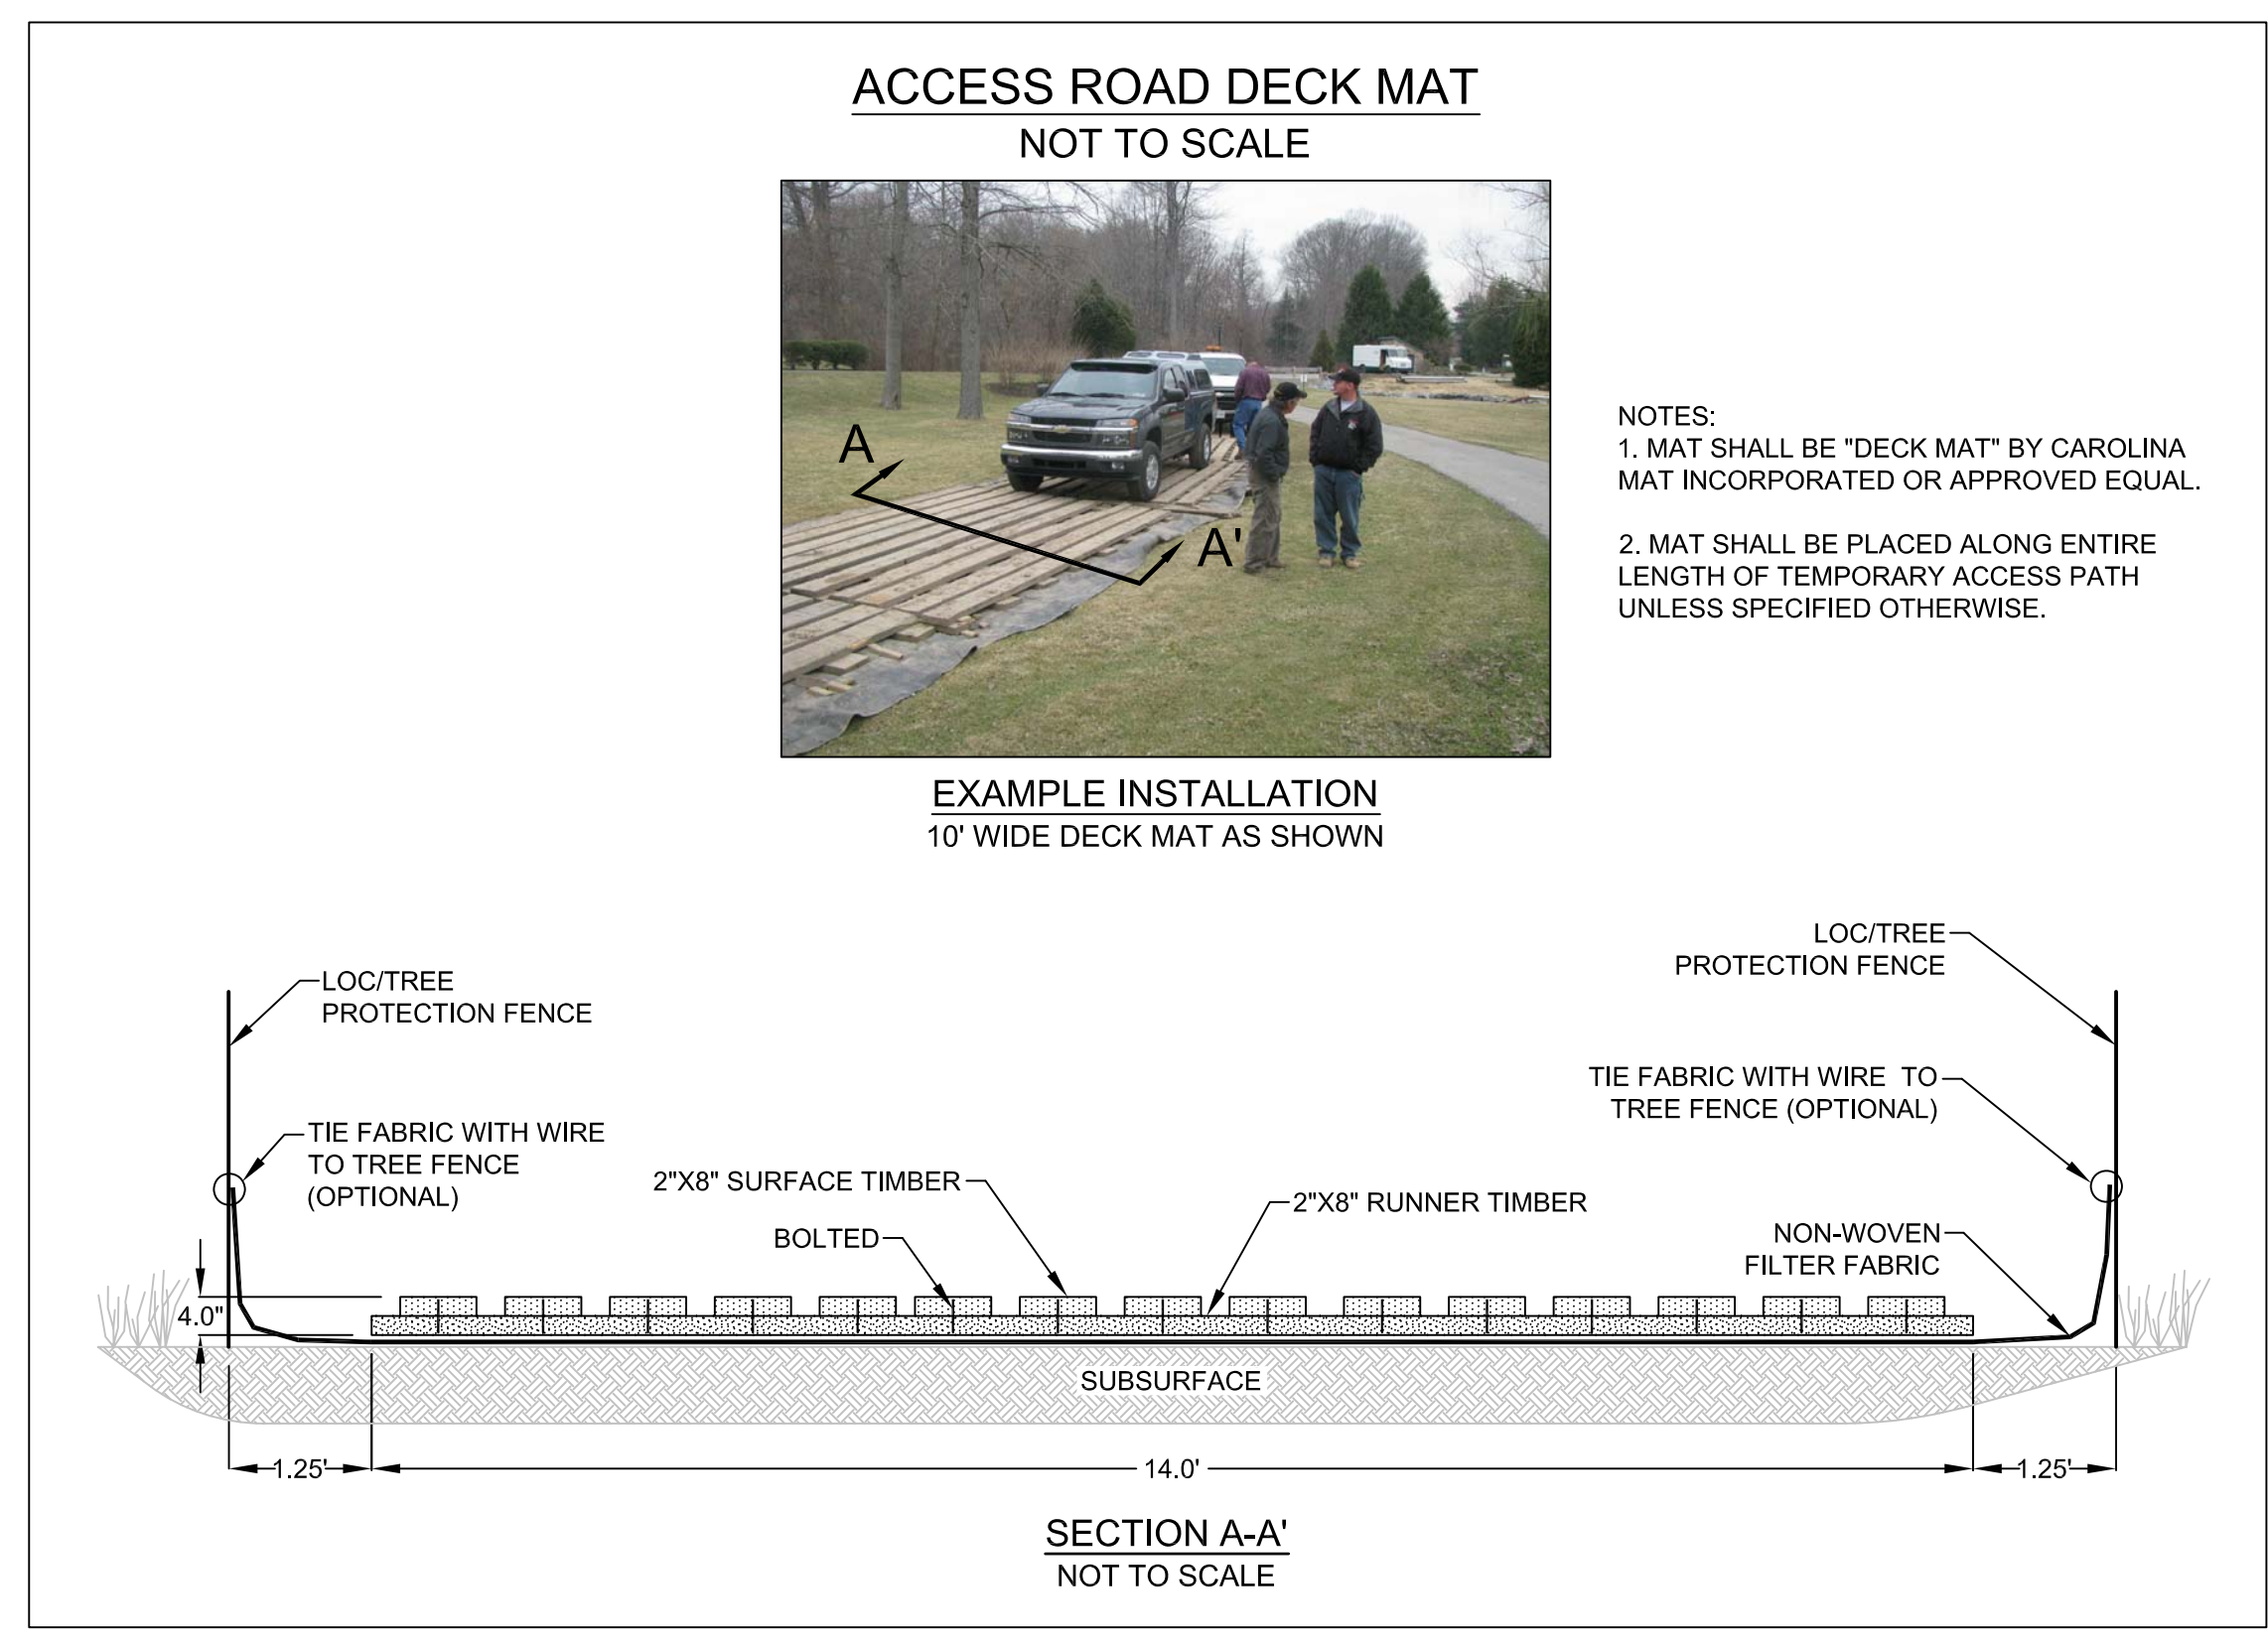 ACCESS ROAD DECK MAT
NOT TO SCALE
A
A'
NOTES:
1. MAT SHALL BE "DECK MAT" BY CAROLINA
MAT INCORPORATED OR APPROVED EQUAL.
2. MAT SHALL BE PLACED ALONG ENTIRE
LENGTH OF TEMPORARY ACCESS PATH
UNLESS SPECIFIED OTHERWISE.
EXAMPLE INSTALLATION
10' WIDE DECK MAT AS SHOWN
LOC/TREE
PROTECTION FENCE
LOC/TREE
PROTECTION FENCE
TIE FABRIC WITH WIRE
TO TREE FENCE
(OPTIONAL)
2"X8" SURFACE TIMBER
BOLTED
2"X8" RUNNER TIMBER
TIE FABRIC WITH WIRE TO
TREE FENCE (OPTIONAL)
NON-WOVEN
FILTER FABRIC
4.0"
SUBSURFACE
1.25'
14.0'
1.25'
SECTION A-A'
NOT TO SCALE